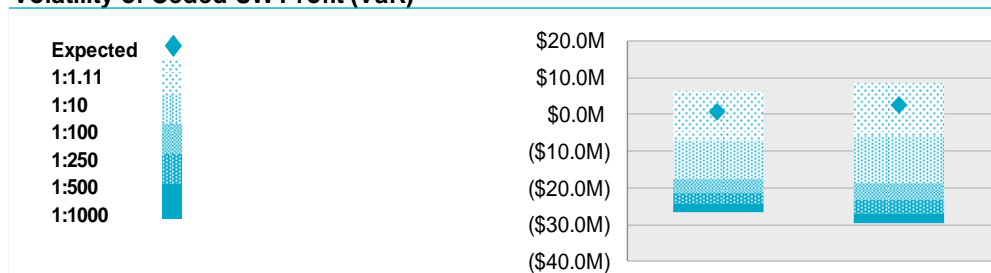 Volatility of Ceded UW Profit (VaR)
Expected
1:1.11
1:10
1:100
1:250
1:500
1:1000
$20.0M
$10.0M
$0.0M
($10.0M)
($20.0M)
($30.0M)
($40.0M)